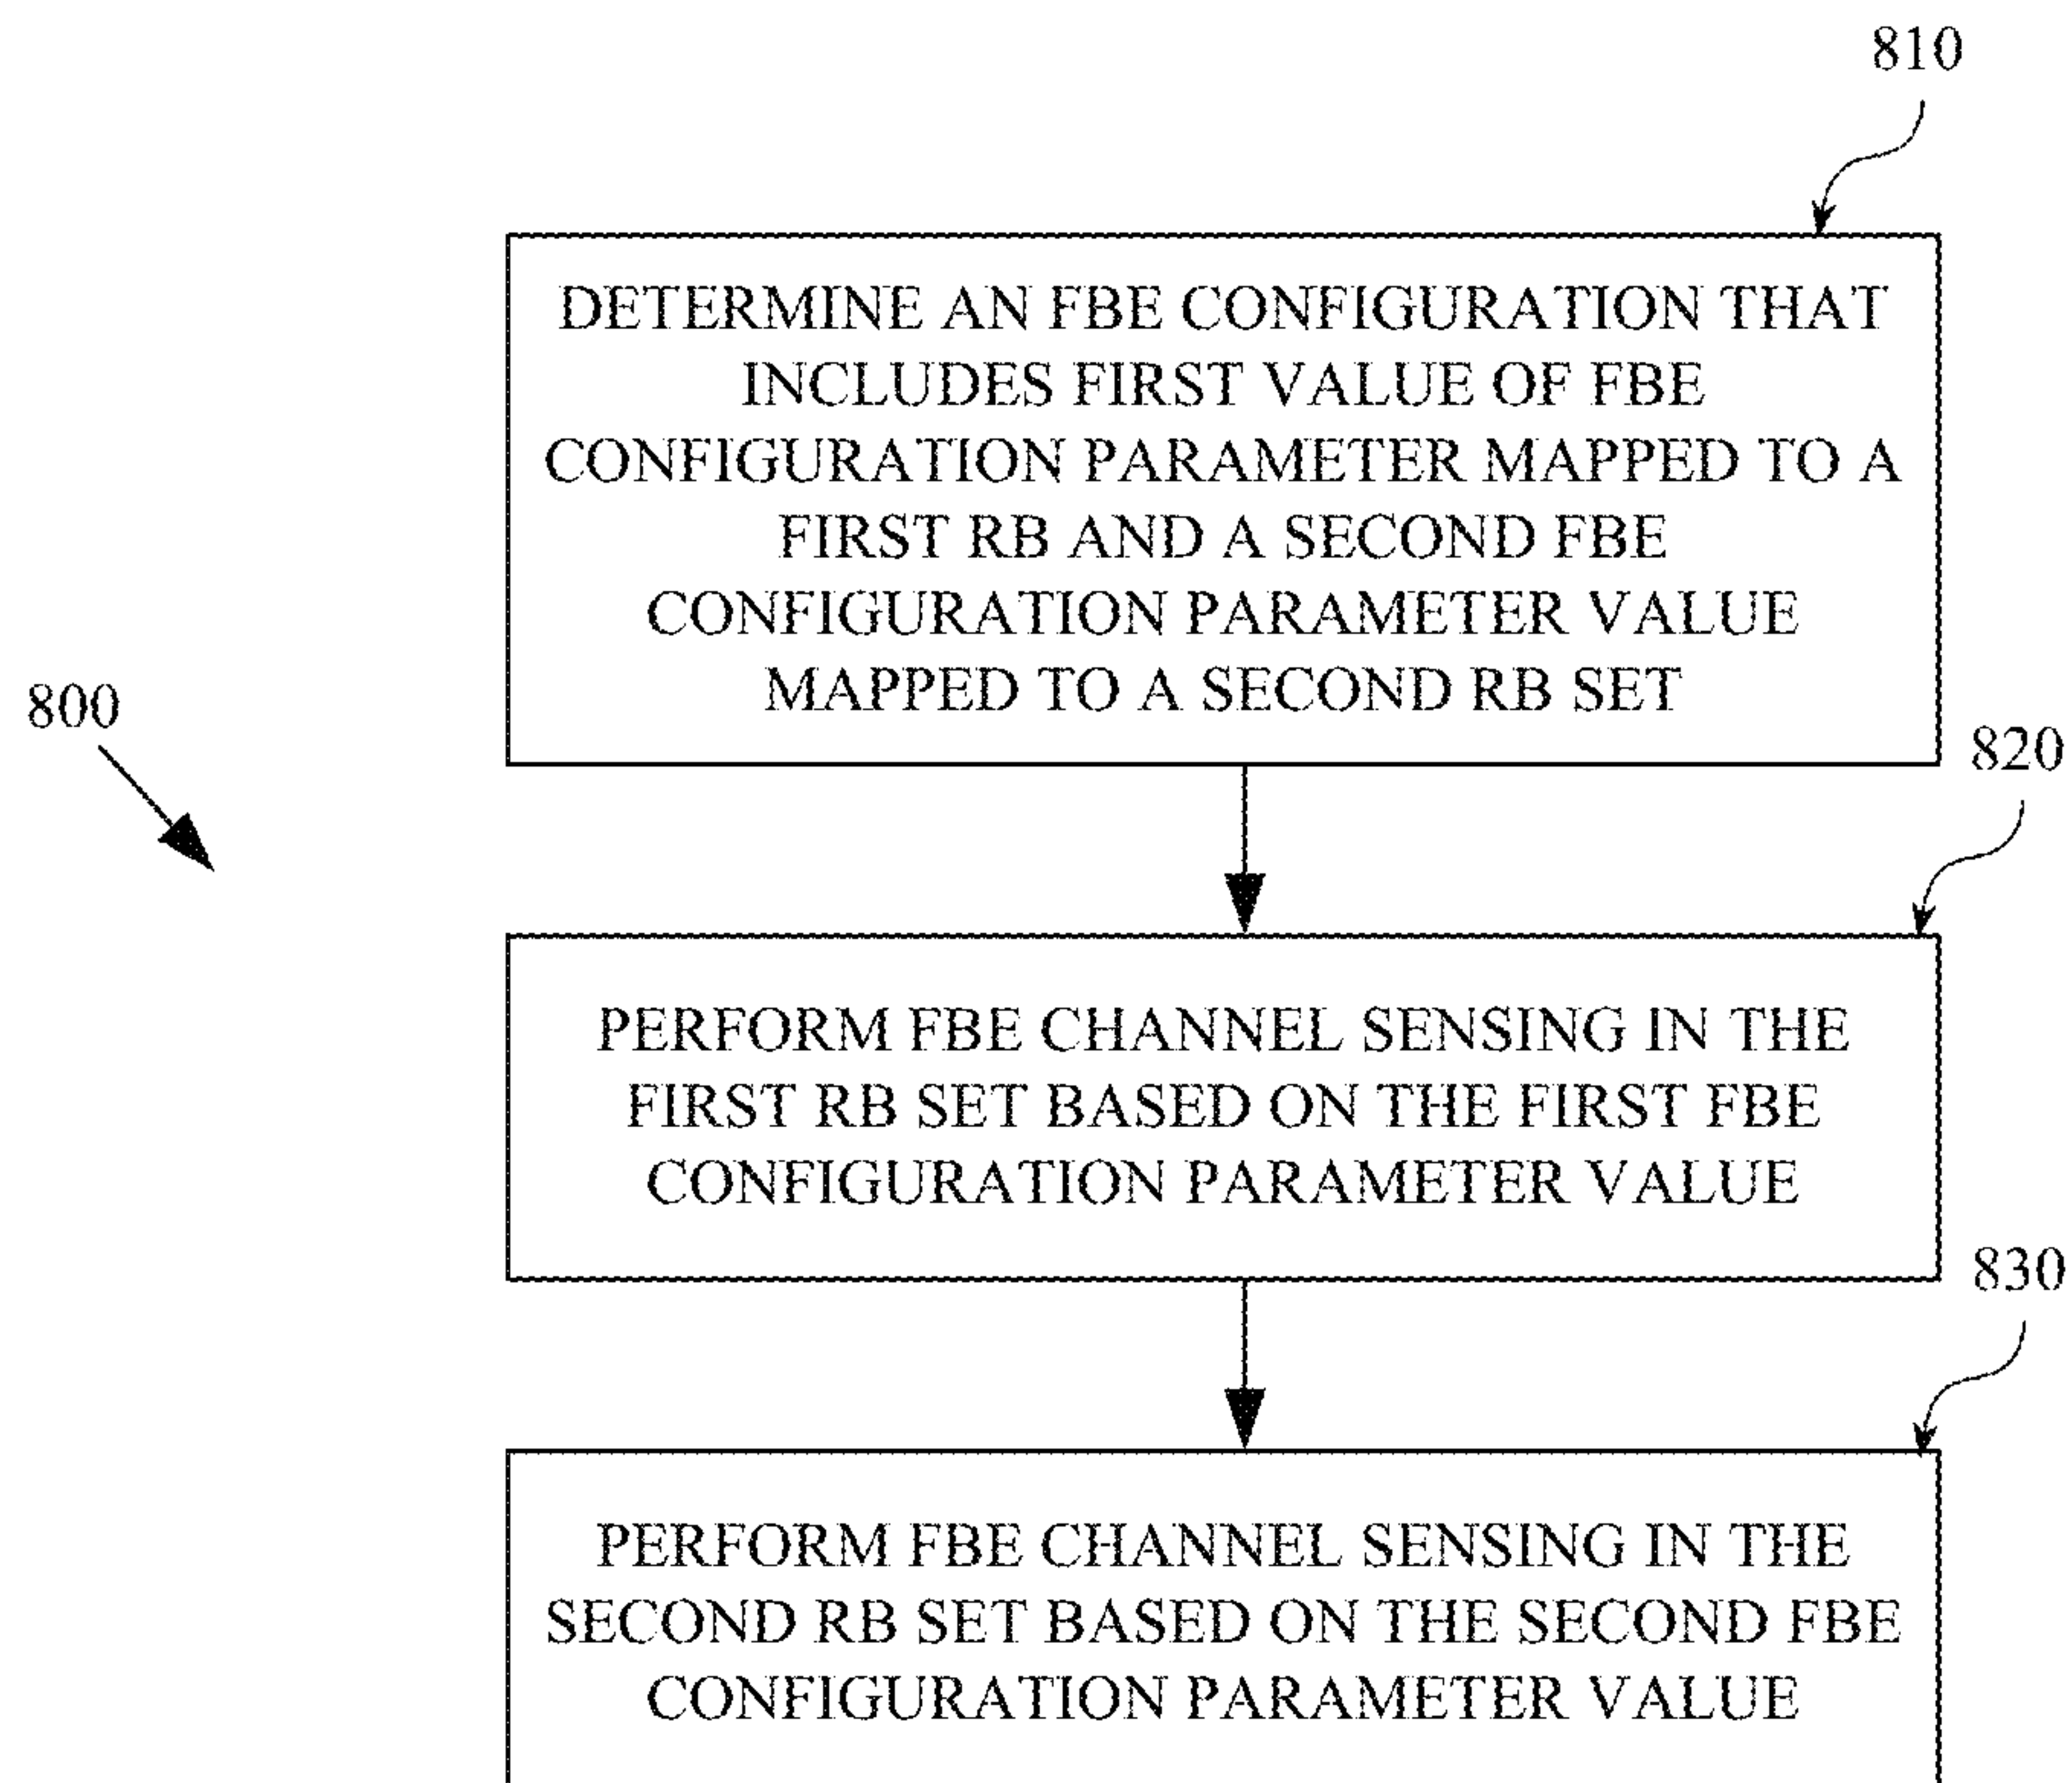 810
DETERMINE AN FBE CONFIGURATION THAT
INCLUDES FIRST VALUE OF FBE
CONFIGURATION PARAMETER MAPPED TO A
FIRST RB AND A SECOND FBE
CONFIGURATION PARAMETER VALUE
MAPPED TO A SECOND RB SET
800
820
PERFORM FBE CHANNEL SENSING IN THE
FIRST RB SET BASED ON THE FIRST FBE
CONFIGURATION PARAMETER VALUE
830
PERFORM FBE CHANNEL SENSING IN THE
SECOND RB SET BASED ON THE SECOND FBE
CONFIGURATION PARAMETER VALUE